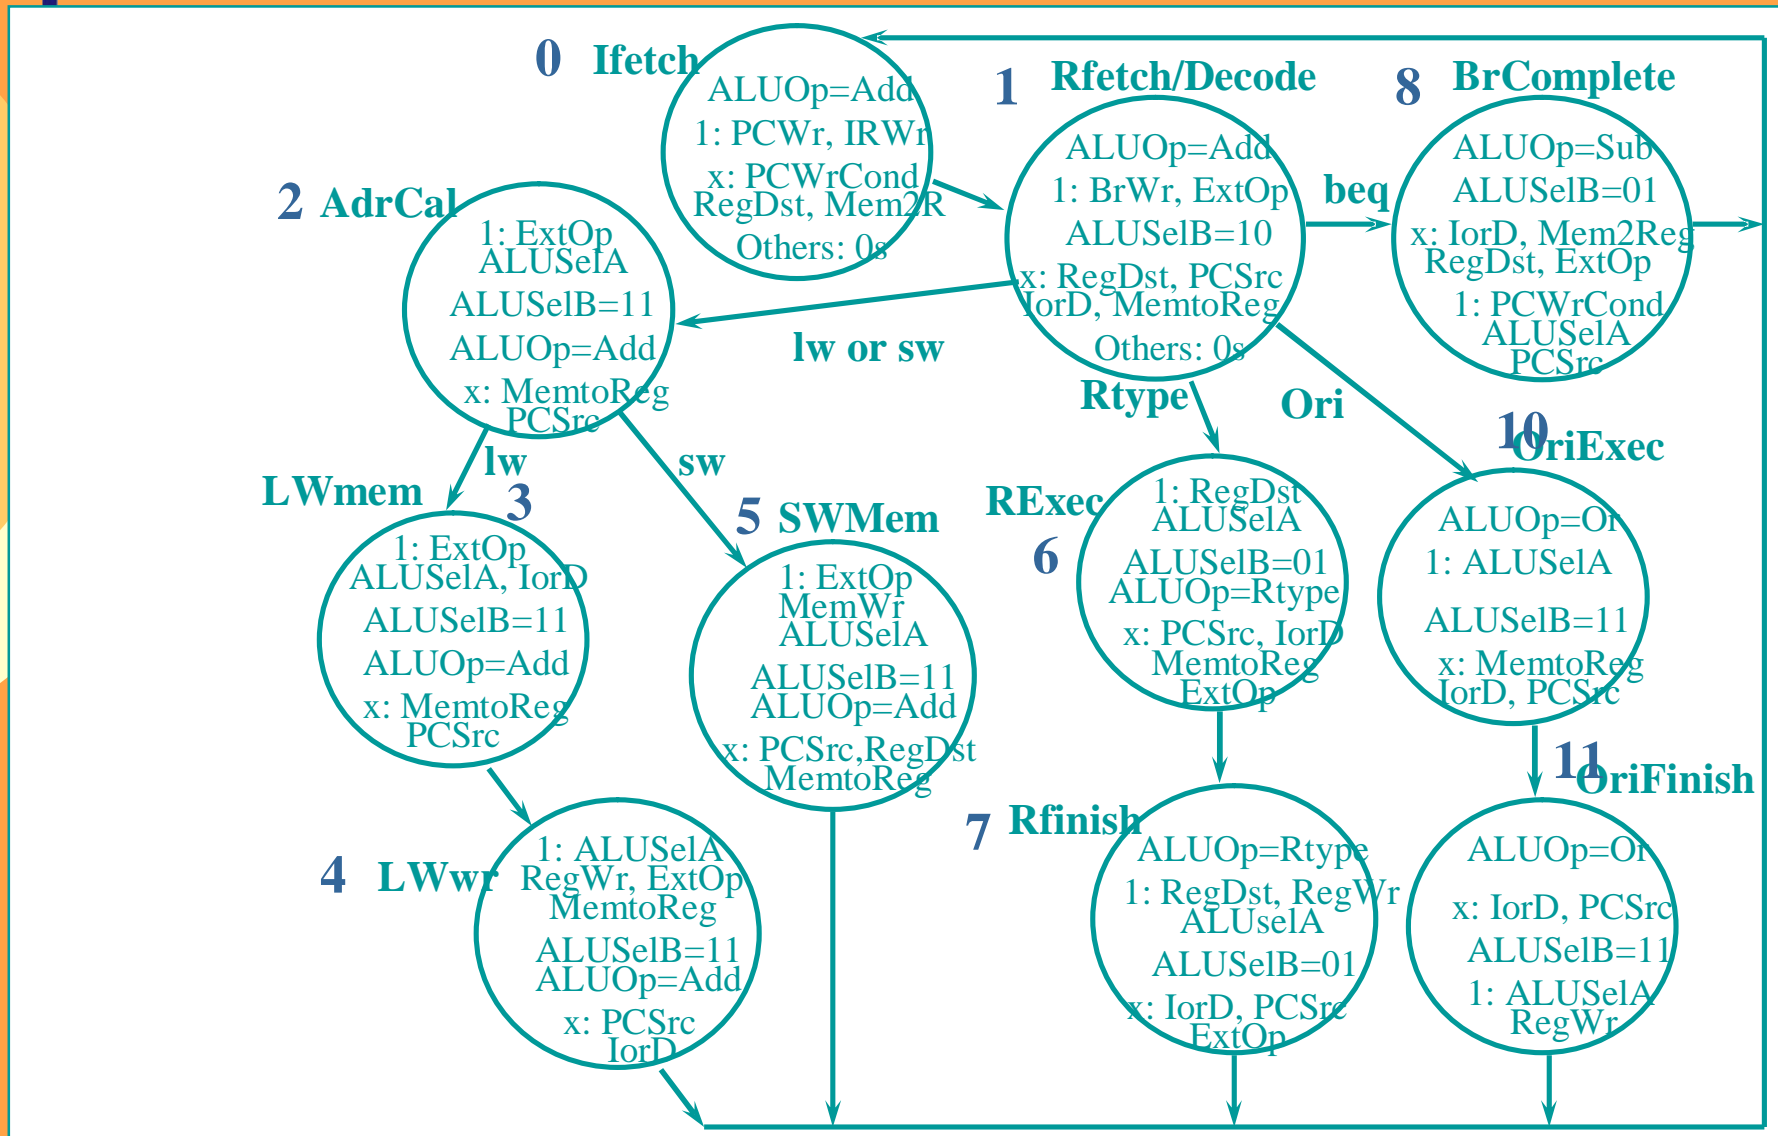 0 Ifetch
ALUOp=Add
1: PCWr, IRWr
x: PCWrCond
RegDst, Mem2R
Others: 0s
1 Rfetch/Decode
ALUOp=Add
1: BrWr, ExtOp
ALUSelB=10
x: RegDst, PCSrc
IorD, MemtoReg
Others: 0s
beq
8 BrComplete
ALUOp=Sub
ALUSelB=01
x: IorD, Mem2Reg
RegDst, ExtOp
1: PCWrCond
ALUSelA
PCSrc
2 AdrCal
1: ExtOp
ALUSelA
ALUSelB=11
ALUOp=Add
x: MemtoReg
PCSrc
lw or sw
Rtype
Ori
lw
sw
LWmem
3
1: ExtOp
ALUSelA, IorD
ALUSelB=11
ALUOp=Add
x: MemtoReg
PCSrc
5 SWMem
1: ExtOp
MemWr
ALUSelA
ALUSelB=11
ALUOp=Add
x: PCSrc,RegDst
MemtoReg
RExec
6
1: RegDst
ALUSelA
ALUSelB=01
ALUOp=Rtype
x: PCSrc, IorD
MemtoReg
ExtOp
10
OriExec
ALUOp=Or
1: ALUSelA
ALUSelB=11
x: MemtoReg
IorD, PCSrc
4 LWwr
1: ALUSelA
RegWr, ExtOp
MemtoReg
ALUSelB=11
ALUOp=Add
x: PCSrc
IorD
7 Rfinish
ALUOp=Rtype
1: RegDst, RegWr
ALUselA
ALUSelB=01
x: IorD, PCSrc
ExtOp
11
OriFinish
ALUOp=Or
x: IorD, PCSrc
ALUSelB=11
1: ALUSelA
RegWr